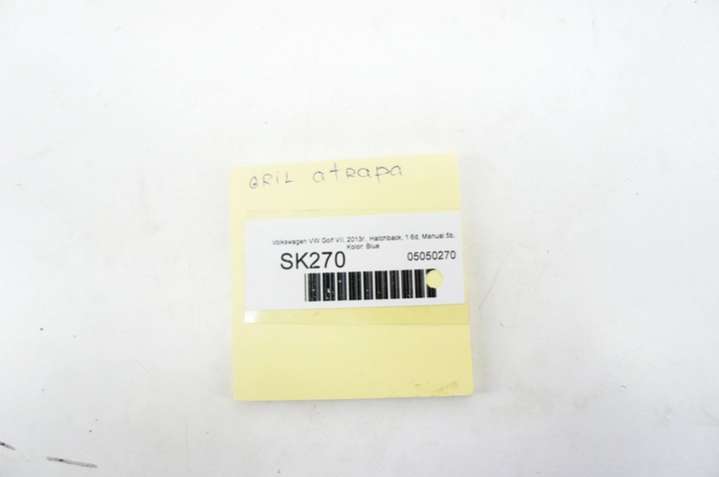 GRIL atRapa
Volkswagen VW Golf VII, 2013r., Hatchback, 1.6d, Manual 5b,
Kolor: Blue
SK270 05050270